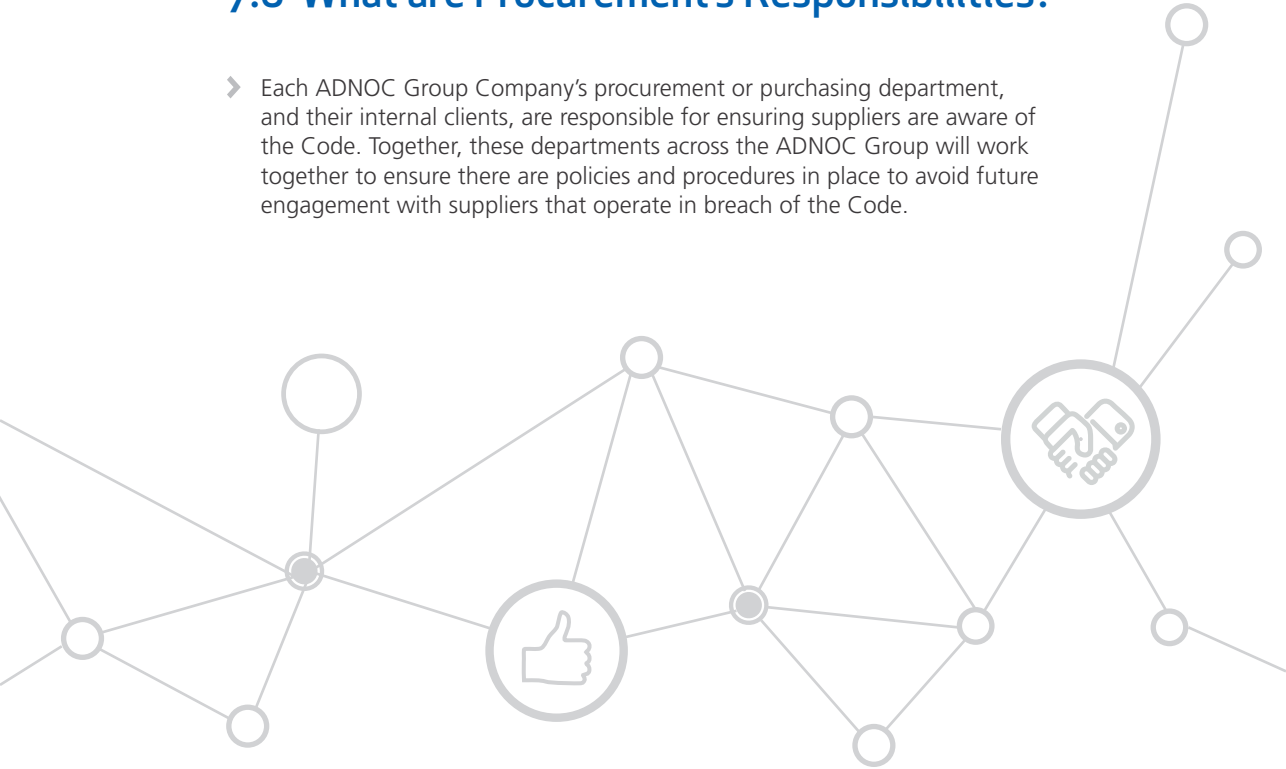 What are Procurement's Responsibilities?
Each ADNOC Group Company’s procurement or purchasing department,
and their internal clients, are responsible for ensuring suppliers are aware of
the Code. Together, these departments across the ADNOC Group will work
together to ensure there are policies and procedures in place to avoid future
engagement with suppliers that operate in breach of the Code.